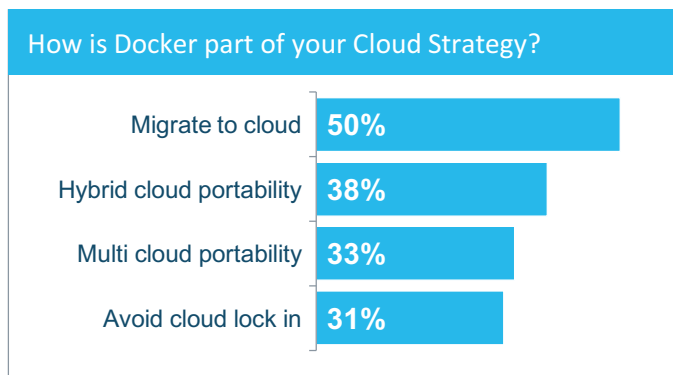 How is Docker part of your Cloud Strategy?
Migrate to cloud 50%
Hybrid cloud portability 38%
Multi cloud portability 33%
Avoid cloud lock in 31%